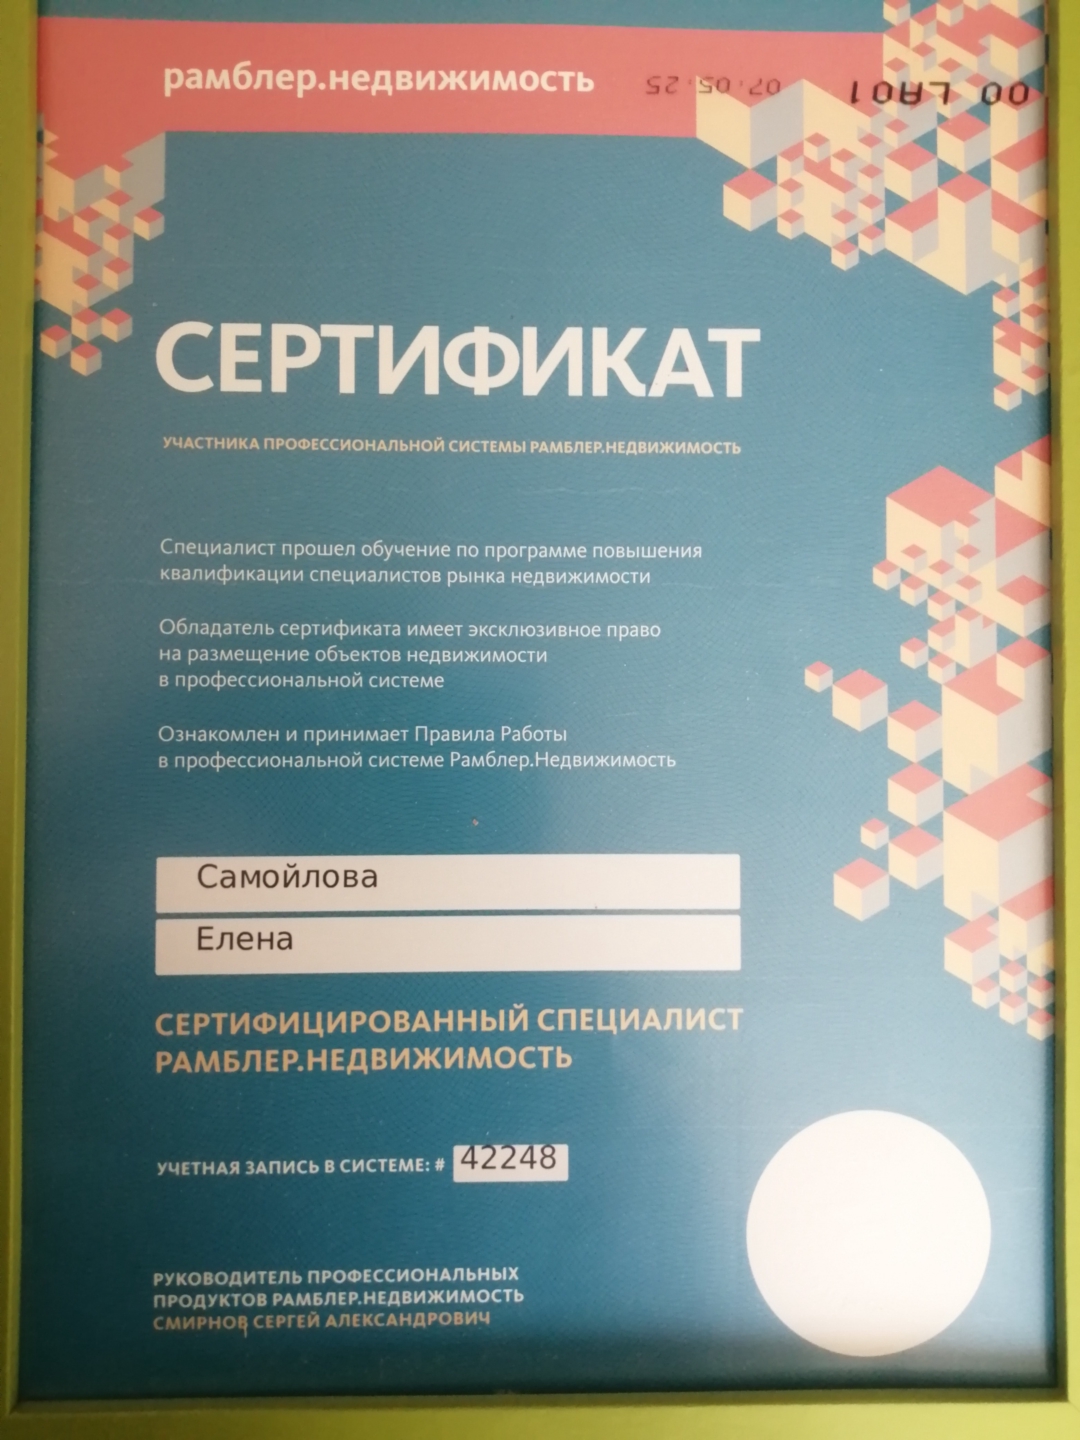 рамблер.недвижимость
07.05.25
00 LA01
СЕРТИФИКАТ
УЧАСТНИКА ПРОФЕССИОНАЛЬНОЙ СИСТЕМЫ РАМБЛЕР.НЕДВИЖИМОСТЬ
Специалист прошел обучение по программе повышения
квалификации специалистов рынка недвижимости
Обладатель сертификата имеет эксклюзивное право
на размещение объектов недвижимости
в профессиональной системе
Ознакомлен и принимает Правила Работы
в профессиональной системе Рамблер.Недвижимость
Самойлова
Елена
СЕРТИФИЦИРОВАННЫЙ СПЕЦИАЛИСТ
РАМБЛЕР.НЕДВИЖИМОСТЬ
УЧЕТНАЯ ЗАПИСЬ В СИСТЕМЕ: # 42248
РУКОВОДИТЕЛЬ ПРОФЕССИОНАЛЬНЫХ
ПРОДУКТОВ РАМБЛЕР.НЕДВИЖИМОСТЬ
СМИРНОВ СЕРГЕЙ АЛЕКСАНДРОВИЧ